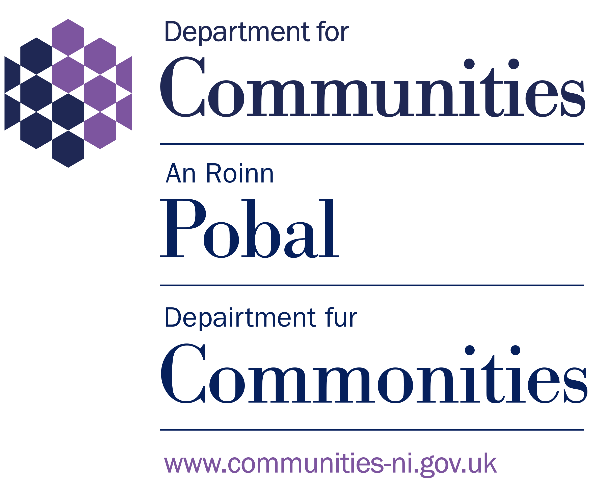 Department for
Communities
An Roinn
Pobal
Depairtment fur
Commonities
www.communities-ni.gov.uk